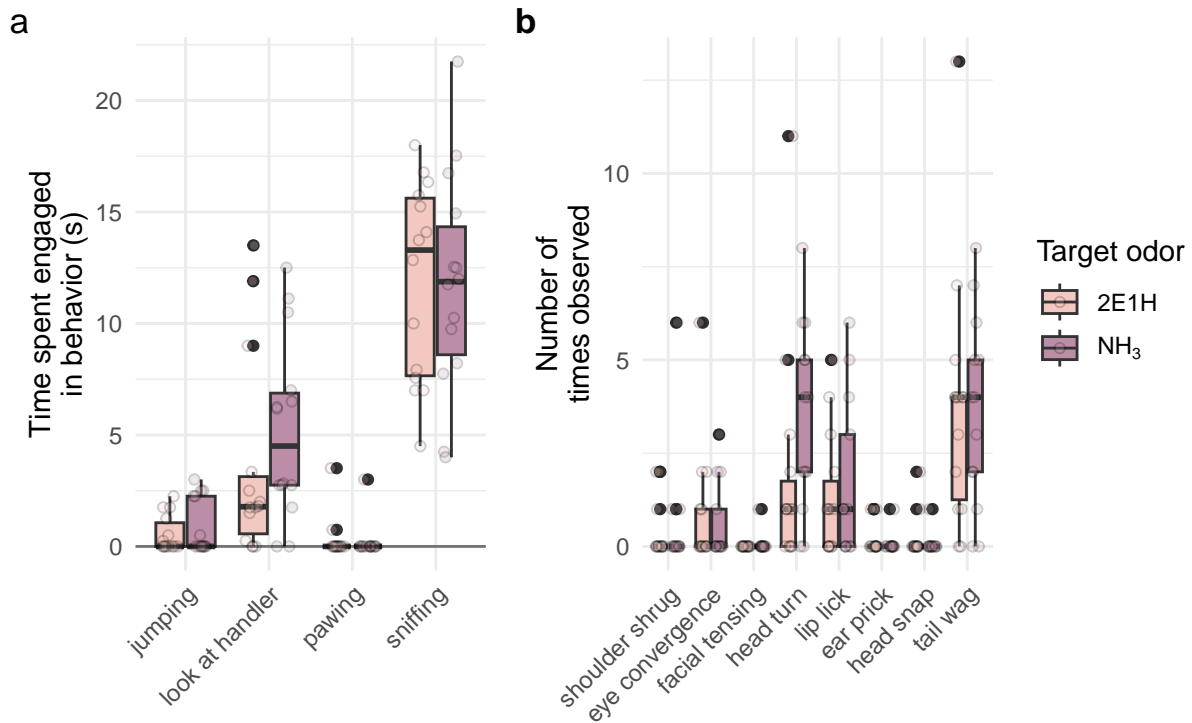 a
Time spent engaged
in behavior (s)
20
15
10
5
0
jumping
look at handler
pawing
sniffing
b
Number of
times observed
10
5
0
shoulder shrug
eye convergence
facial tensing
head turn
lip lick
ear prick
head snap
tail wag
Target odor
2E1H
NH₃